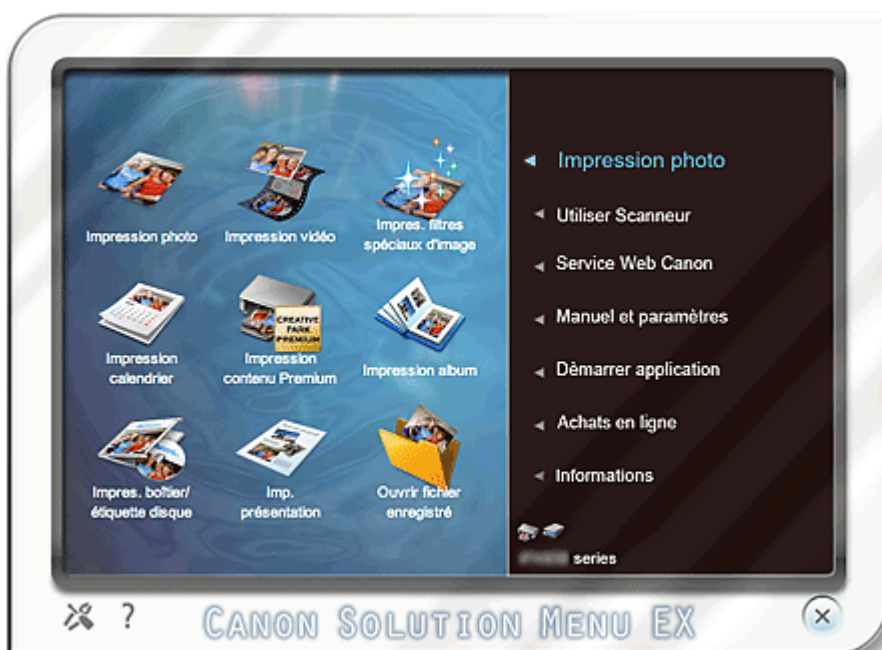 Impression photo
Impression vidéo
Impres. filtres
spéciaux d'image
Impression
calendrier
CREATIVE
PARK
PREMIUM
Impression
contenu Premium
Impression album
Impres. boîtier/
étiquette disque
Imp.
présentation
Ouvrir fichier
enregistré
Impression photo
Utiliser Scanneur
Service Web Canon
Manuel et paramètres
Démarrer application
Achats en ligne
Informations
series
?
CANON SOLUTION MENU EX